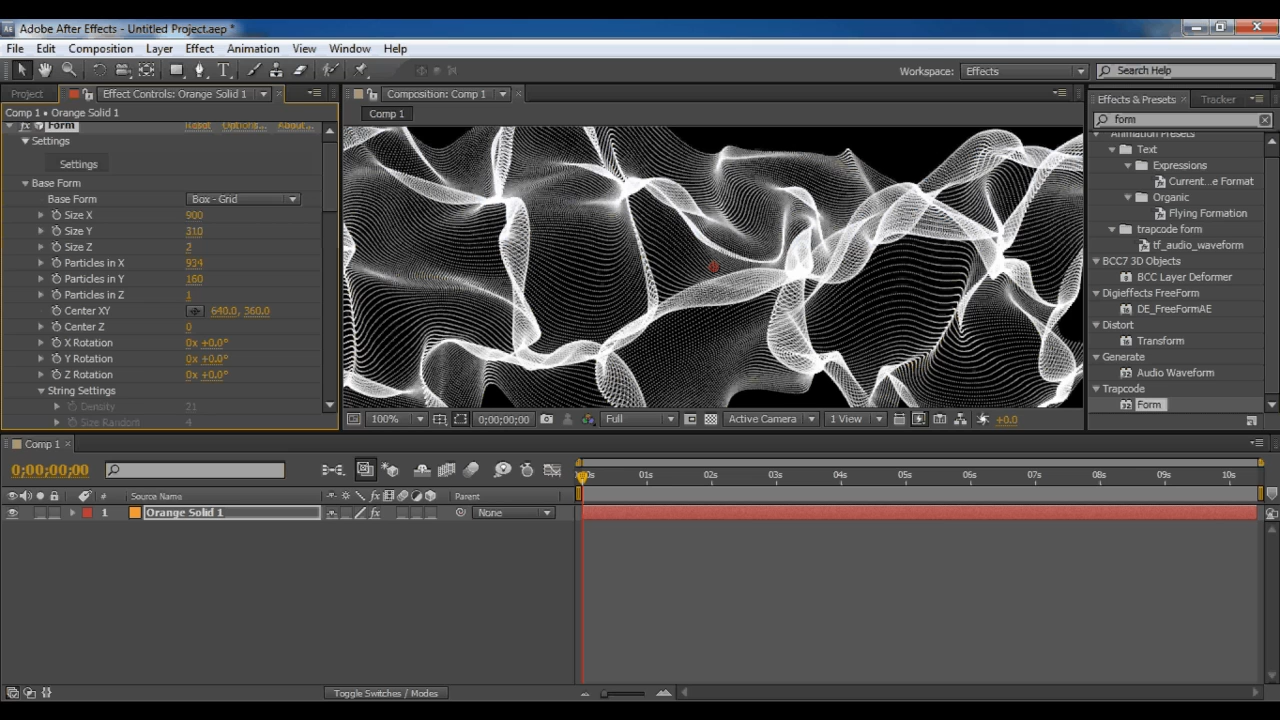 Adobe After Effects - Untitled Project.aep *
File Edit Composition Layer Effect Animation View Window Help
Workspace: Effects Search Help
Project Effect Controls: Orange Solid 1 Composition: Comp 1 Effects & Presets Tracker
Comp 1 • Orange Solid 1
Comp 1
form
Form Reset Options... About...
Settings
Settings
Base Form
Base Form Box - Grid
Size X 900
Size Y 310
Size Z 2
Particles in X 934
Particles in Y 160
Particles in Z 1
Center XY 640.0, 360.0
Center Z 0
X Rotation 0x +0.0°
Y Rotation 0x +0.0°
Z Rotation 0x +0.0°
String Settings
Density 21
Size Random 4
Animation Presets
Text
Expressions
Current...e Format
Organic
Flying Formation
trapcode form
tf_audio_waveform
BCC7 3D Objects
BCC Layer Deformer
Digieffects FreeForm
DE_FreeFormAE
Distort
Transform
Generate
Audio Waveform
Trapcode
Form
100% 0;00;00;00 Full Active Camera 1 View +0.0
Comp 1
0;00;00;00
0s 01s 02s 03s 04s 05s 06s 07s 08s 09s 10s
# Source Name Parent
1 Orange Solid 1 None
Toggle Switches / Modes